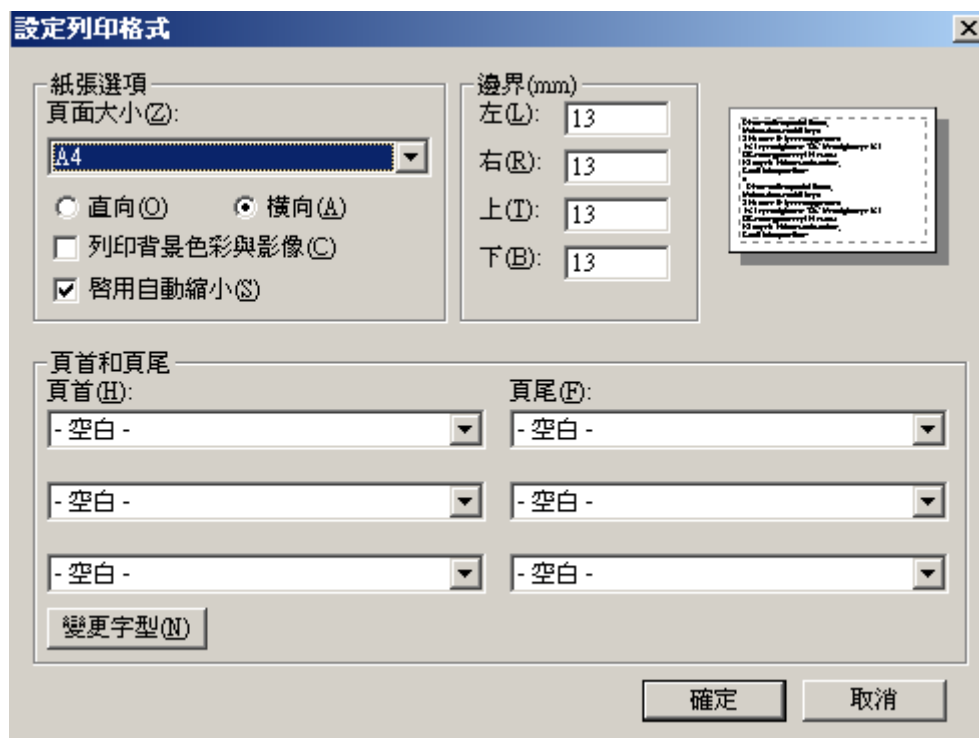 設定列印格式
紙張選項
頁面大小(Z):
A4
直向(O) 橫向(A)
列印背景色彩與影像(C)
啓用自動縮小(S)
邊界(mm)
左(L): 13
右(R): 13
上(T): 13
下(B): 13
頁首和頁尾
頁首(H): 頁尾(F):
- 空白 - - 空白 -
- 空白 - - 空白 -
- 空白 - - 空白 -
變更字型(N)
確定 取消